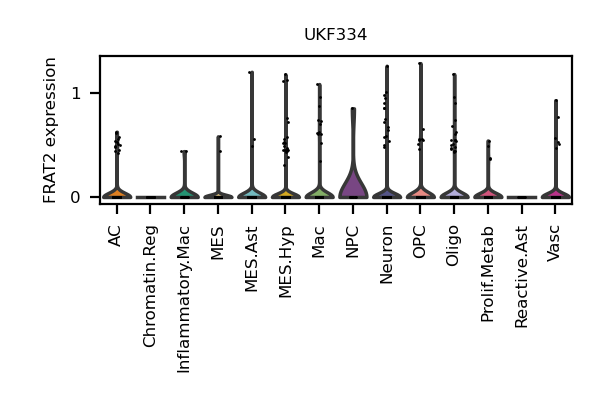 UKF334
FRAT2 expression
1
0
AC
Chromatin.Reg
Inflammatory.Mac
MES
MES.Ast
MES.Hyp
Mac
NPC
Neuron
OPC
Oligo
Prolif.Metab
Reactive.Ast
Vasc